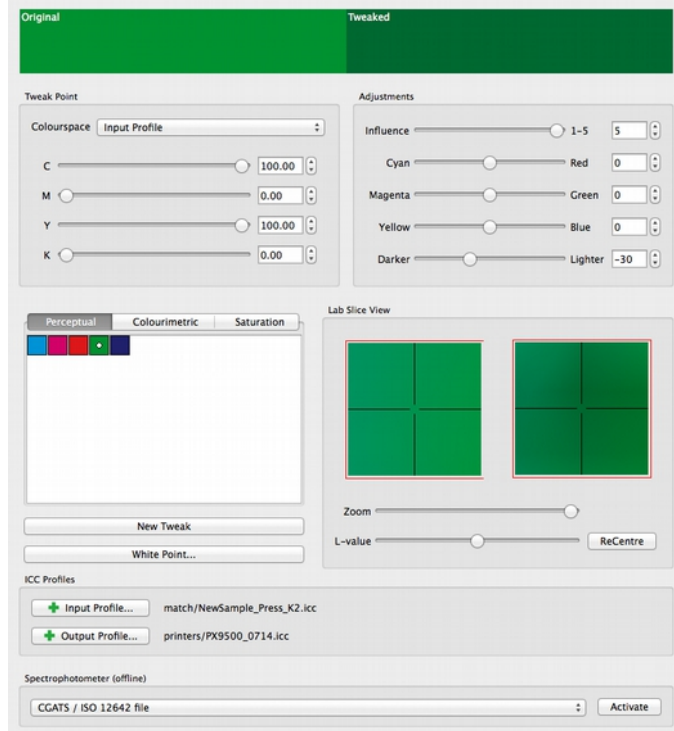 Original Tweaked
Tweak Point Adjustments
Colourspace Input Profile
Influence 1-5 5
C 100.00
Cyan Red 0
M 0.00
Magenta Green 0
Y 100.00
Yellow Blue 0
K 0.00
Darker Lighter -30
Lab Slice View
Perceptual Colourimetric Saturation
Zoom
New Tweak
L-value ReCentre
White Point...
ICC Profiles
Input Profile... match/NewSample_Press_K2.icc
Output Profile... printers/PX9500_0714.icc
Spectrophotometer (offline)
CGATS / ISO 12642 file Activate